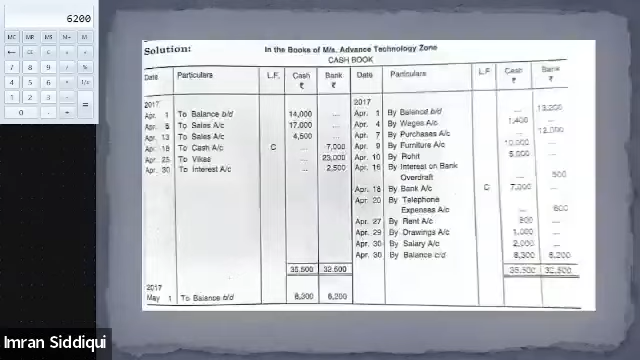 6200
MC MR MS M+ M-
7 8 9 / %
4 5 6 * 1/x
1 2 3 - =
0 . +
Solution:
In the Books of M/s. Advance Technology Zone
CASH BOOK
Date Particulars L.F. Cash ₹ Bank ₹ Date Particulars L.F. Cash ₹ Bank ₹
2017 2017
Apr. 1 To Balance b/d 14,000 .... Apr. 1 By Balance b/d .... 13,200
Apr. 5 To Sales A/c 17,000 .... Apr. 4 By Wages A/c 1,400 ....
Apr. 13 To Sales A/c 4,500 .... Apr. 7 By Purchases A/c .... 12,000
Apr. 18 To Cash A/c C .... 7,000 Apr. 9 By Furniture A/c 10,000 ....
Apr. 25 To Vikas .... 23,000 Apr. 10 By Rohit 5,000 ....
Apr. 30 To Interest A/c .... 2,500 Apr. 16 By Interest on Bank
Overdraft .... 500
Apr. 18 By Bank A/c C 7,000 ....
Apr. 20 By Telephone
Expenses A/c .... 600
Apr. 27 By Rent A/c 800 ....
Apr. 29 By Drawings A/c 1,000 ....
Apr. 30 By Salary A/c 2,000 ....
Apr. 30 By Balance b/d 8,300 6,200
35,500 32,500 35,500 32,500
2017
May 1 To Balance b/d 8,300 6,200
Imran Siddiqui